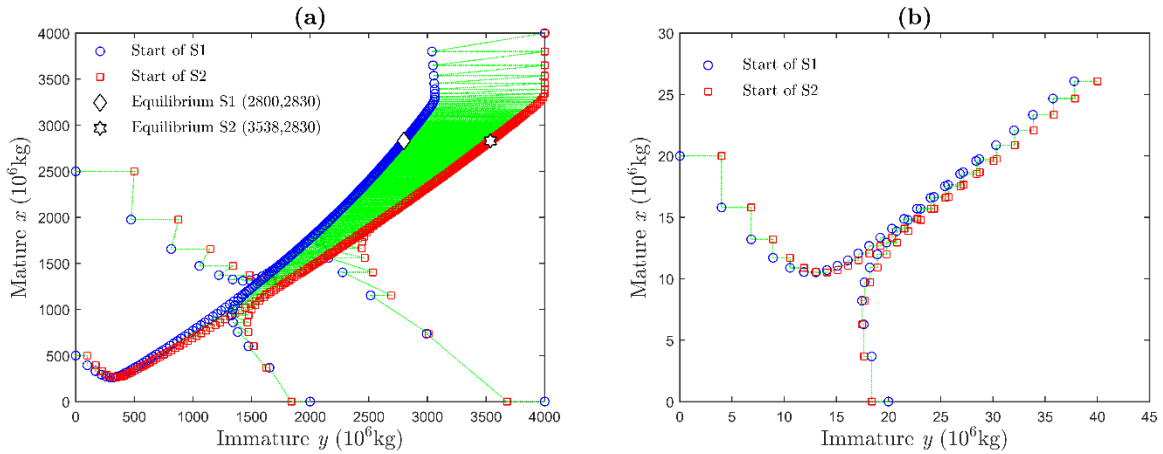 (a)
4000
3500
3000
2500
2000
1500
1000
500
0
Mature x (10^6kg)
Start of S1
Start of S2
Equilibrium S1 (2800,2830)
Equilibrium S2 (3538,2830)
0 500 1000 1500 2000 2500 3000 3500 4000
Immature y (10^6kg)
(b)
30
25
20
15
10
5
0
Mature x (10^6kg)
Start of S1
Start of S2
0 5 10 15 20 25 30 35 40 45
Immature y (10^6kg)